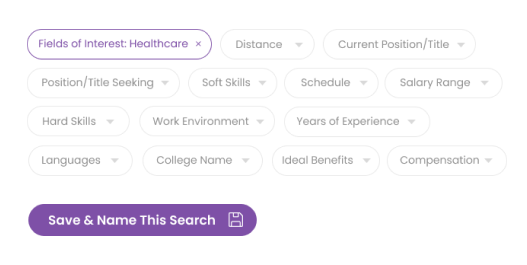 Fields of Interest: Healthcare × Distance Current Position/Title
Position/Title Seeking Soft Skills Schedule Salary Range
Hard Skills Work Environment Years of Experience
Languages College Name Ideal Benefits Compensation
Save & Name This Search